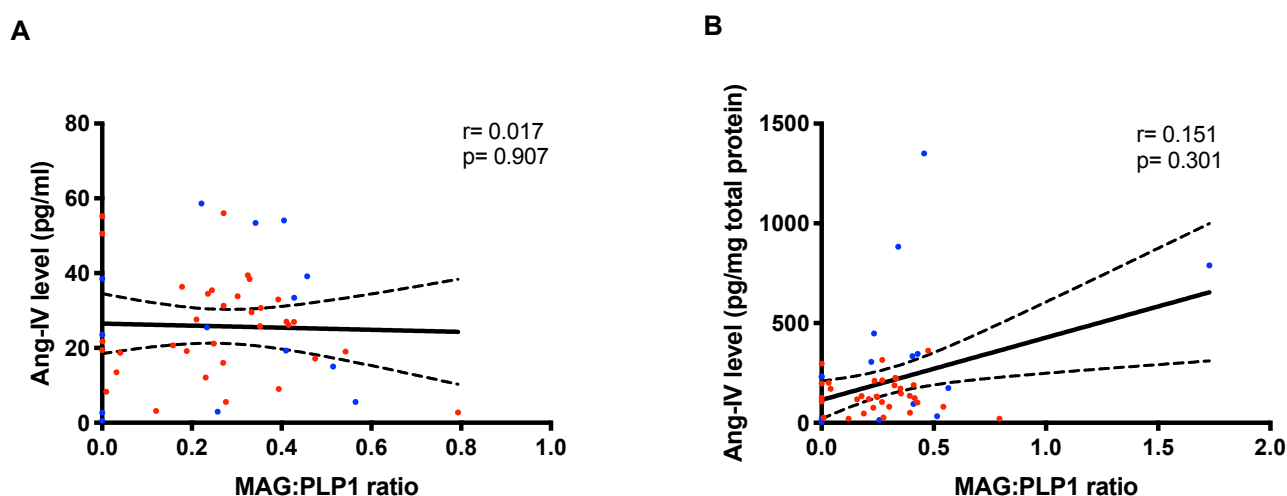 A
80
60
40
20
0
0.0 0.2 0.4 0.6 0.8 1.0
Ang-IV level (pg/ml)
MAG:PLP1 ratio
r= 0.017
p= 0.907
B
1500
1000
500
0
0.0 0.5 1.0 1.5 2.0
Ang-IV level (pg/mg total protein)
MAG:PLP1 ratio
r= 0.151
p= 0.301